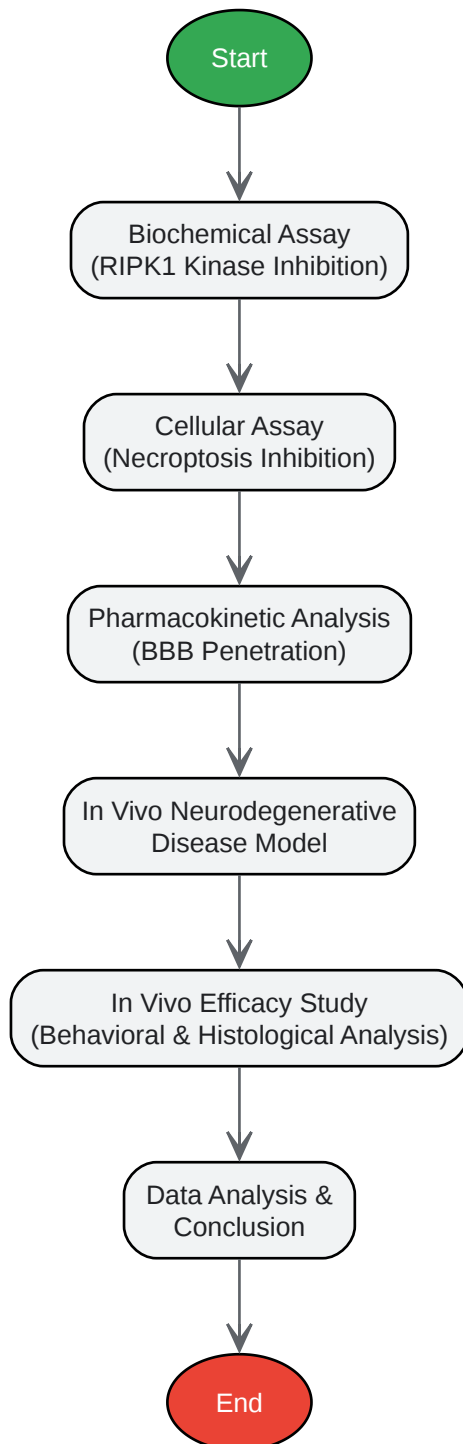 Start
Biochemical Assay
(RIPK1 Kinase Inhibition)
Cellular Assay
(Necroptosis Inhibition)
Pharmacokinetic Analysis
(BBB Penetration)
In Vivo Neurodegenerative
Disease Model
In Vivo Efficacy Study
(Behavioral & Histological Analysis)
Data Analysis &
Conclusion
End